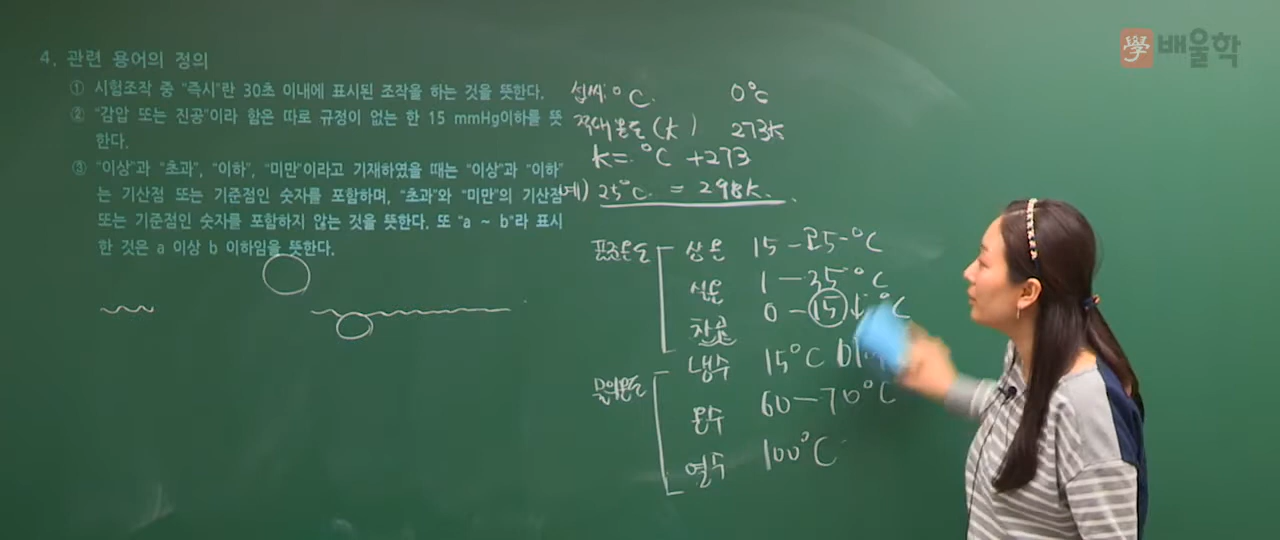 學 배울학
4. 관련 용어의 정의
① 시험조작 중 "즉시"란 30초 이내에 표시된 조작을 하는 것을 뜻한다.
② "감압 또는 진공"이라 함은 따로 규정이 없는 한 15 mmHg이하를 뜻
한다.
③ "이상"과 "초과", "이하", "미만"이라고 기재하였을 때는 "이상"과 "이하"
는 기산점 또는 기준점인 숫자를 포함하며, "초과"와 "미만"의 기산점
또는 기준점인 숫자를 포함하지 않는 것을 뜻한다. 또 "a ~ b"라 표시
한 것은 a 이상 b 이하임을 뜻한다.
섭씨: °C. 0°C
절대온도(K) 273K
K = °C + 273
예) 25°C = 298K.
표준온도
상온 15-25°C
실온 1-35°C
찬곳 0-15°C
물의온도
냉수 15°C
온수 60-70°C
열수 100°C